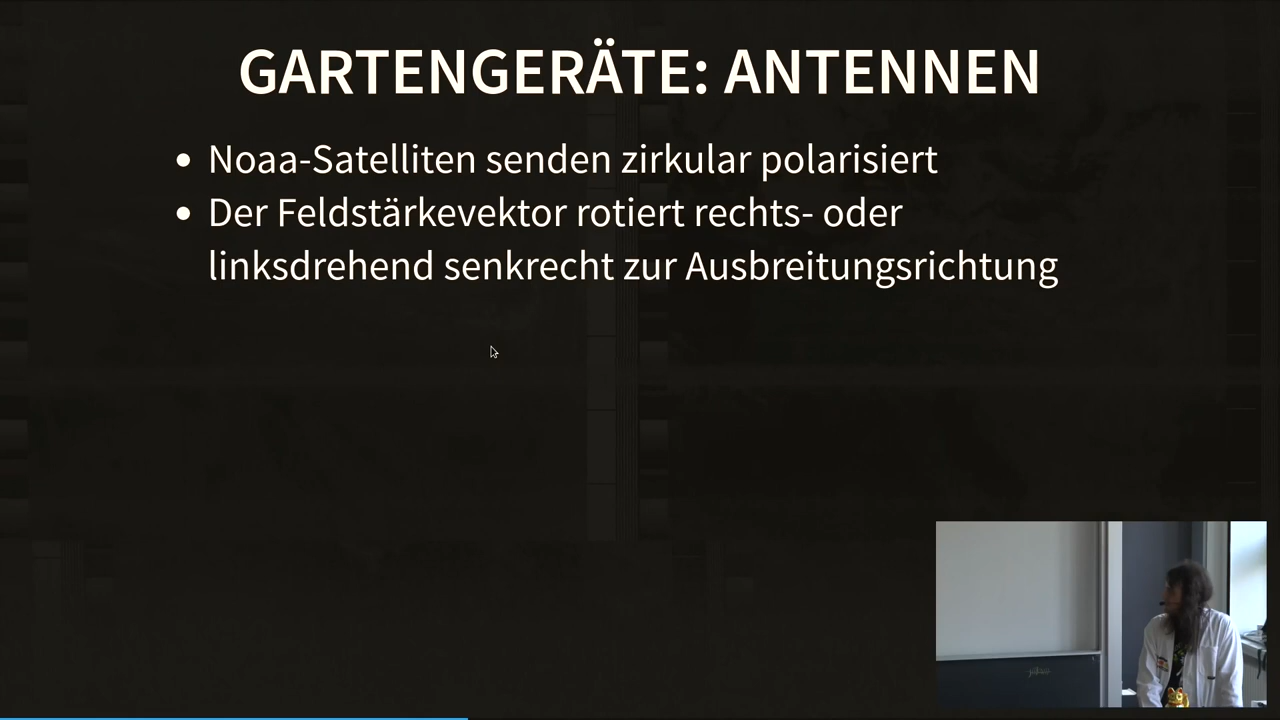 GARTENGERÄTE: ANTENNEN
Noaa-Satelliten senden zirkular polarisiert
Der Feldstärkevektor rotiert rechts- oder
linksdrehend senkrecht zur Ausbreitungsrichtung